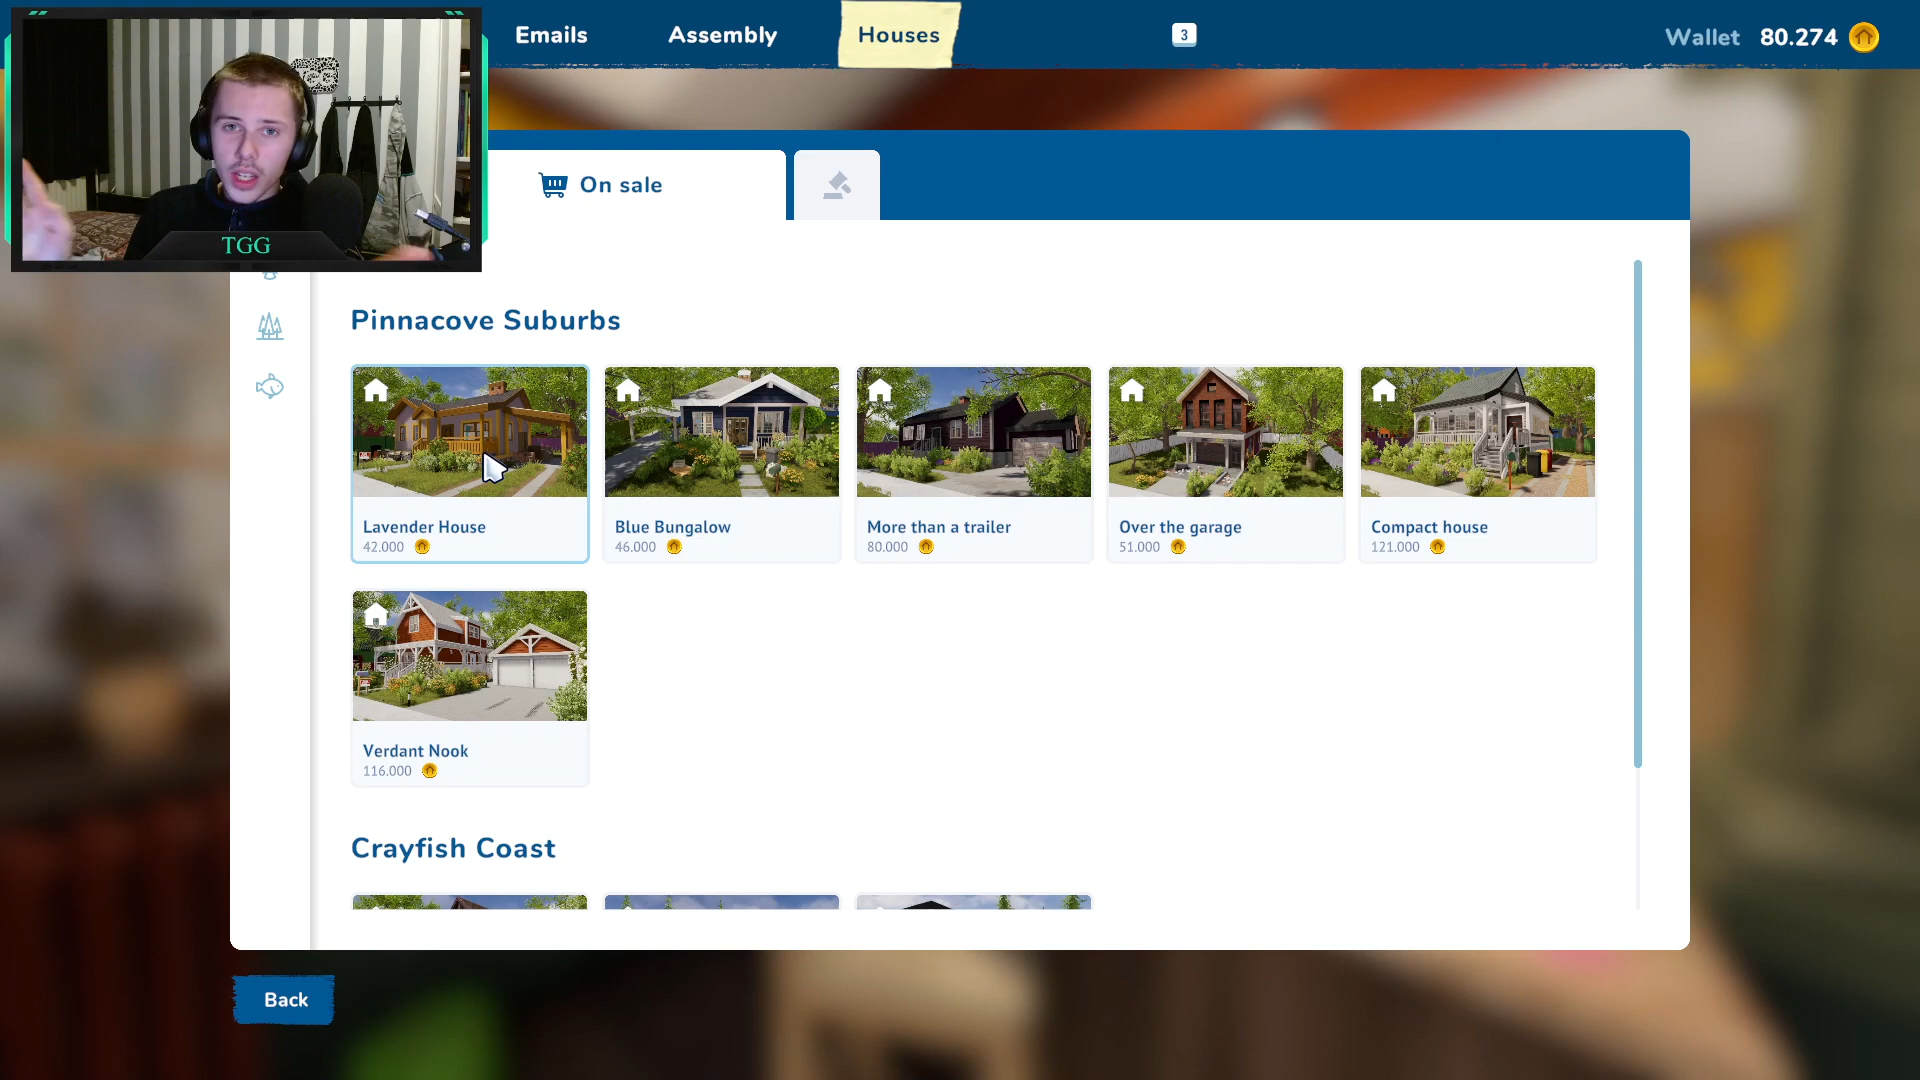 Emails
Assembly
Houses
3
Wallet 80.274
TGG
On sale
Pinnacove Suburbs
Lavender House
42.000
Blue Bungalow
46.000
More than a trailer
80.000
Over the garage
51.000
Compact house
121.000
Verdant Nook
116.000
Crayfish Coast
Back